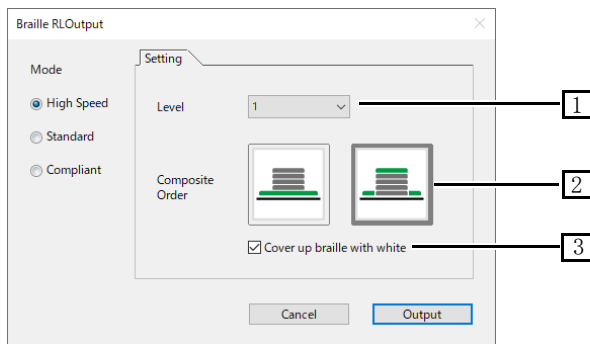 Braille RLOutput
Mode
High Speed
Standard
Compliant
Setting
Level
1
Composite
Order
Cover up braille with white
Cancel
Output
1
2
3